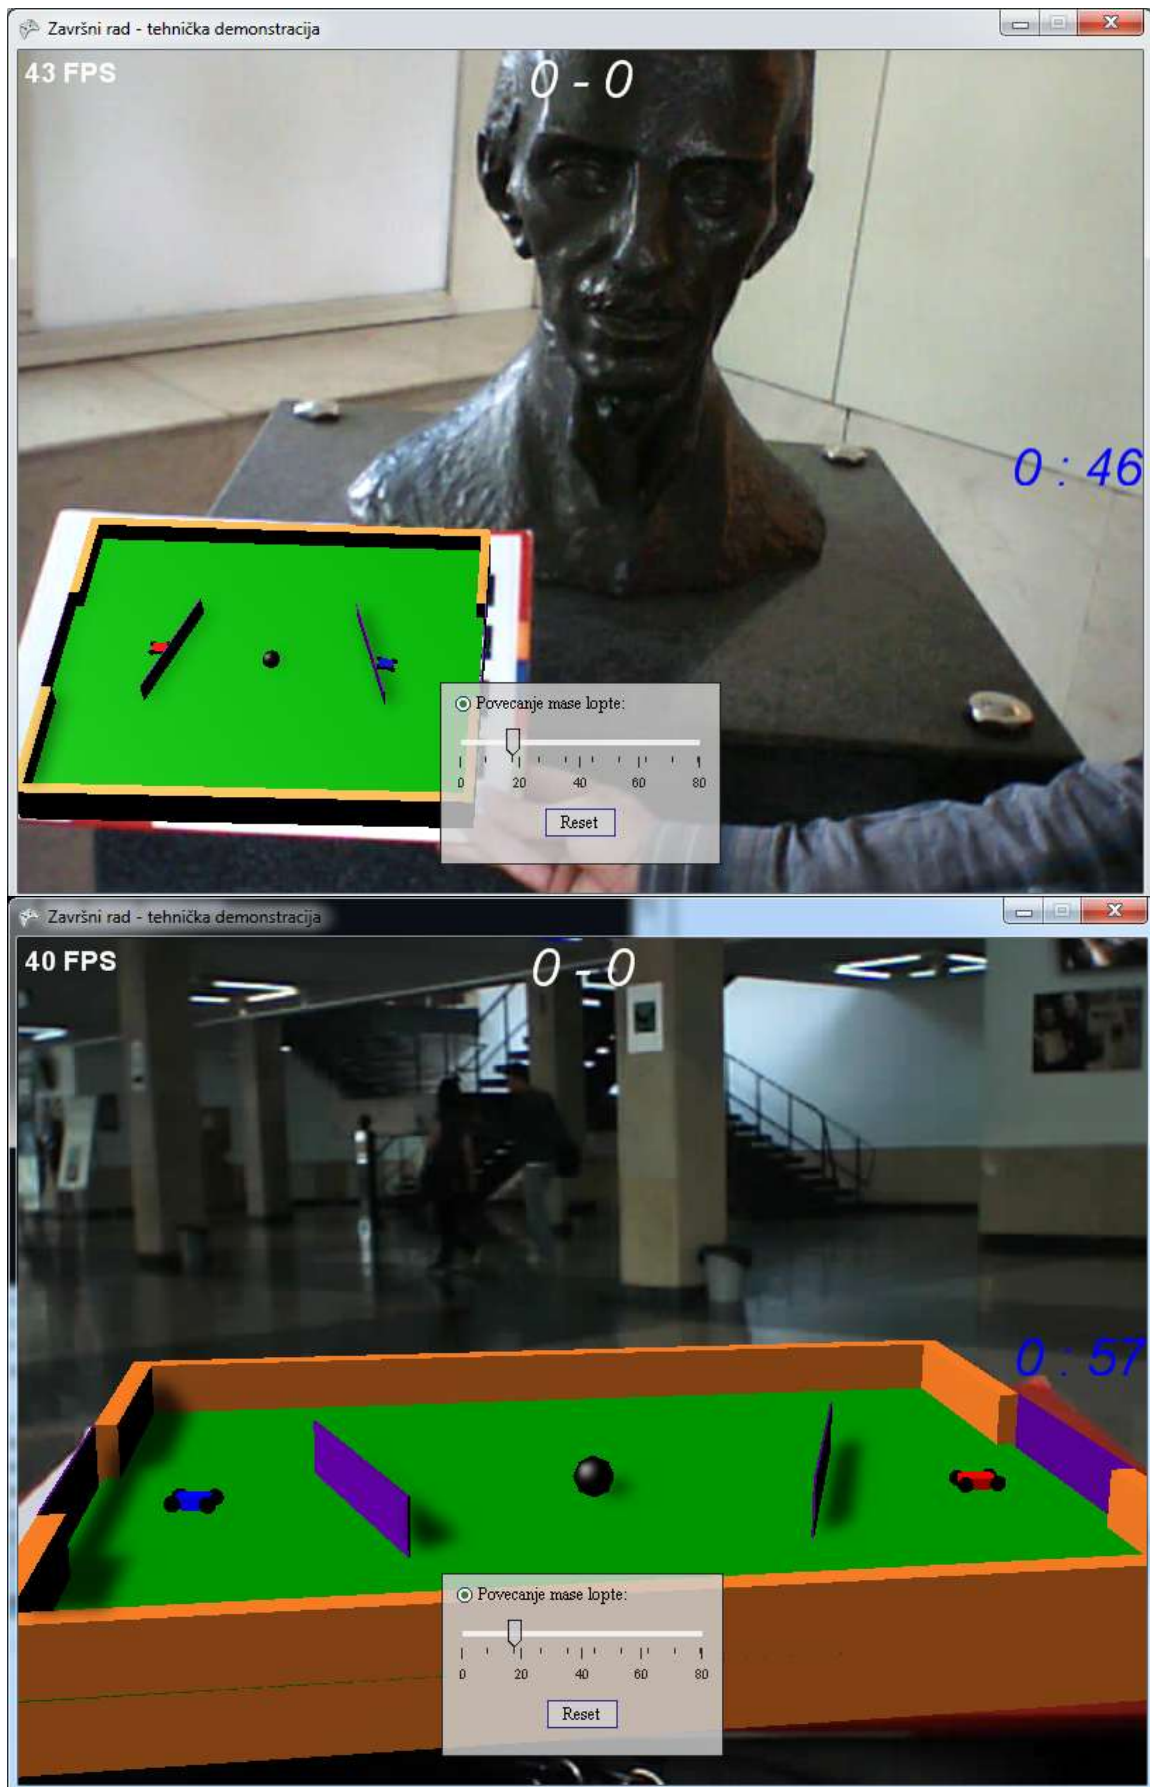 Završni rad - tehnička demonstracija
43 FPS
0 - 0
0 : 46
Povecanje mase lopte:
0 20 40 60 80
Reset
Završni rad - tehnička demonstracija
40 FPS
0 - 0
0 : 57
Povecanje mase lopte:
0 20 40 60 80
Reset